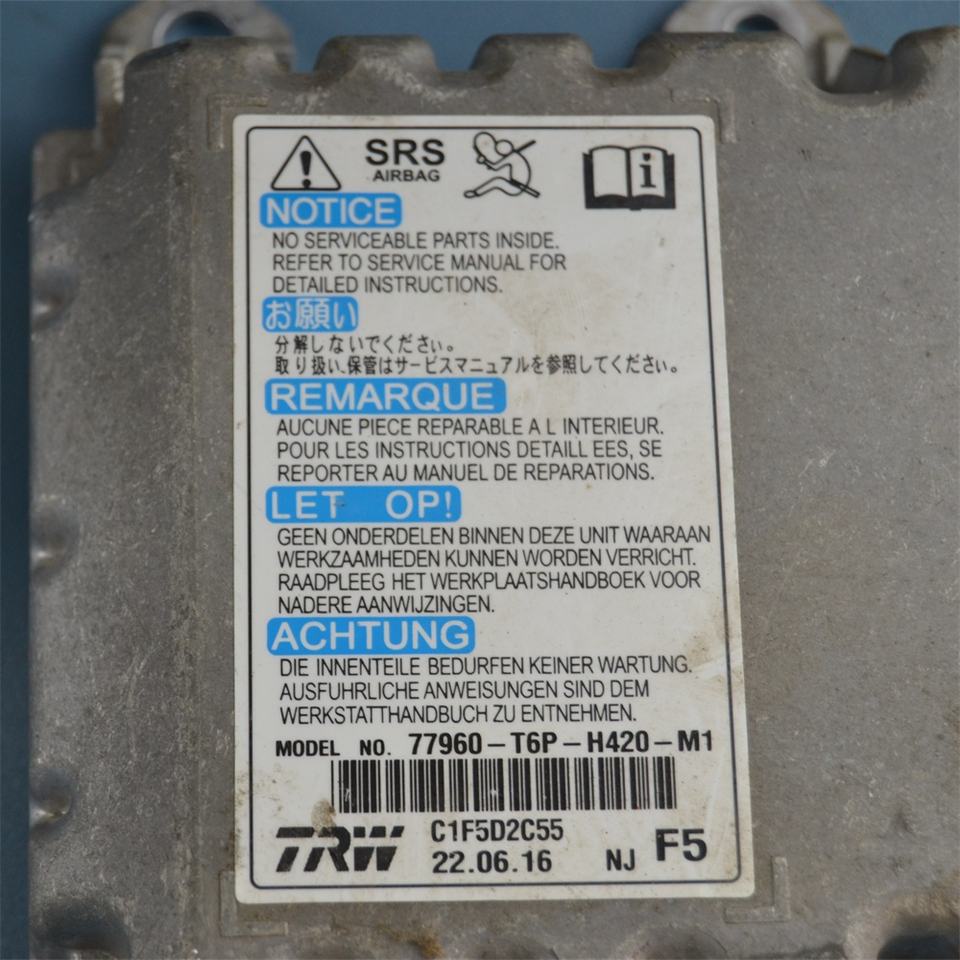 SRS
AIRBAG
NOTICE
NO SERVICEABLE PARTS INSIDE.
REFER TO SERVICE MANUAL FOR
DETAILED INSTRUCTIONS.
お願い
分解しないでください。
取り扱い、保管はサービスマニュアルを参照してください。
REMARQUE
AUCUNE PIECE REPARABLE A L INTERIEUR.
POUR LES INSTRUCTIONS DETAILL EES, SE
REPORTER AU MANUEL DE REPARATIONS.
LET OP!
GEEN ONDERDELEN BINNEN DEZE UNIT WAARAAN
WERKZAAMHEDEN KUNNEN WORDEN VERRICHT.
RAADPLEEG HET WERKPLAATSHANDBOEK VOOR
NADERE AANWIJZINGEN.
ACHTUNG
DIE INNENTEILE BEDURFEN KEINER WARTUNG.
AUSFUHRLICHE ANWEISUNGEN SIND DEM
WERKSTATTHANDBUCH ZU ENTNEHMEN.
MODEL NO. 77960-T6P-H420-M1
TRW C1F5D2C55
22.06.16 NJ F5